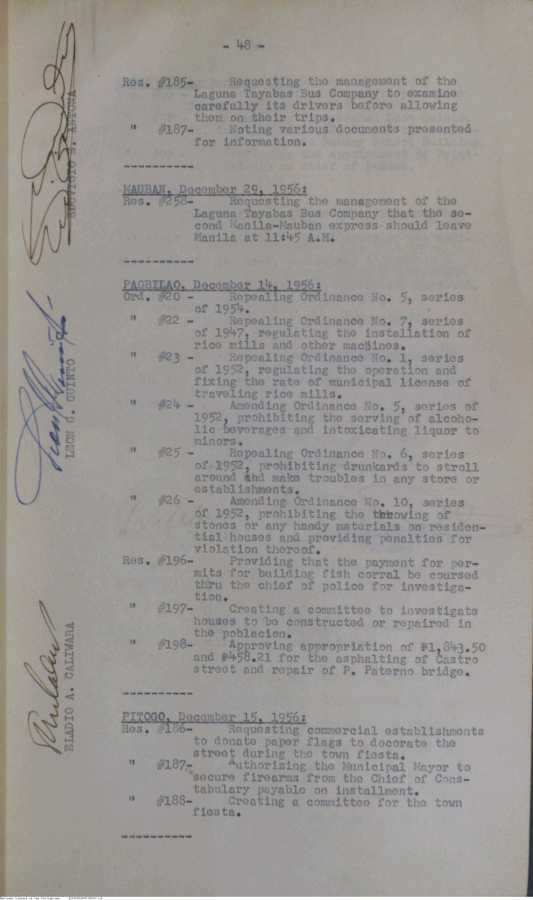 - 48 -
Res. #185- Requesting the management of the
Laguna Tayabas Bus Company to examine
carefully its drivers before allowing
them on their trips.
" #187- Noting various documents presented
for information.
----------
MAUBAN, December 29, 1956:
Res. #258- Requesting the management of the
Laguna Tayabas Bus Company that the se-
cond Manila-Mauban express should leave
Manila at 11:45 A.M.
----------
PAGBILAO, December 14, 1956:
Ord. #20 - Repealing Ordinance No. 5, series
of 1954.
" #22 - Repealing Ordinance No. 7, series
of 1947, regulating the installation of
rice mills and other machines.
" #23 - Repealing Ordinance No. 1, series
of 1952, regulating the operation and
fixing the rate of municipal license of
traveling rice mills.
" #24 - Amending Ordinance No. 5, series of
1952, prohibiting the serving of alcoho-
lic beverages and intoxicating liquor to
minors.
" #25 - Repealing Ordinance No. 6, series
of 1952, prohibiting drunkards to stroll
around and make troubles in any store or
establishments.
" #26 - Amending Ordinance No. 10, series
of 1952, prohibiting the throwing of
stones or any handy materials on residen-
tial houses and providing penalties for
violation thereof.
Res. #196- Providing that the payment for per-
mits for building fish corral be coursed
thru the chief of police for investiga-
tion.
" #197- Creating a committee to investigate
houses to be constructed or repaired in
the poblacion.
" #198- Approving appropriation of ₱1,843.50
and ₱458.21 for the asphalting of Castro
street and repair of P. Paterno bridge.
----------
PITOGO, December 15, 1956:
Res. #186- Requesting commercial establishments
to donate paper flags to decorate the
street during the town fiesta.
" #187- Authorizing the Municipal Mayor to
secure firearms from the Chief of Cons-
tabulary payable on installment.
" #188- Creating a committee for the town
fiesta.
----------
LEON G. GUINTO
ELADIO A. CALIWARA